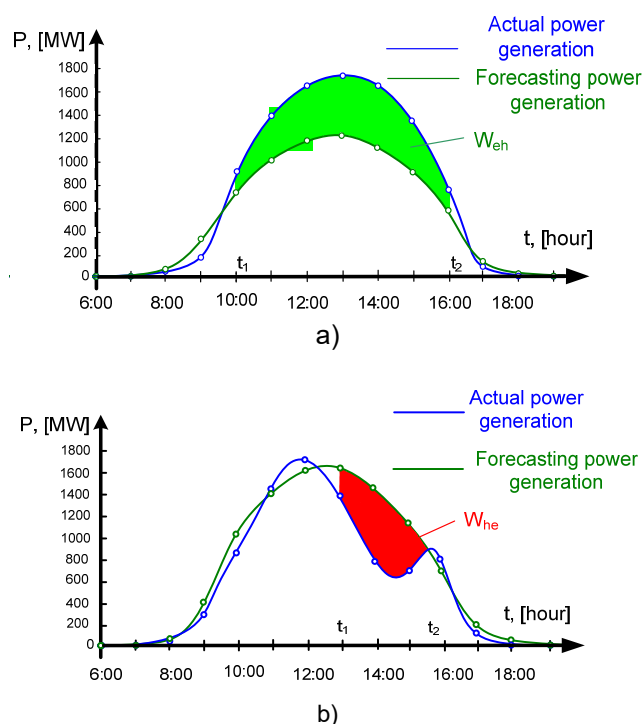 P, [MW]
Actual power
generation
Forecasting power
generation
1800
1600
1400
1200
1000
800
600
400
200
0
W_eh
t, [hour]
t₁
t₂
6:00
8:00
10:00
12:00
14:00
16:00
18:00
a)
P, [MW]
Actual power
generation
Forecasting power
generation
1800
1600
1400
1200
1000
800
600
400
200
0
W_he
t, [hour]
t₁
t₂
6:00
8:00
10:00
12:00
14:00
16:00
18:00
b)